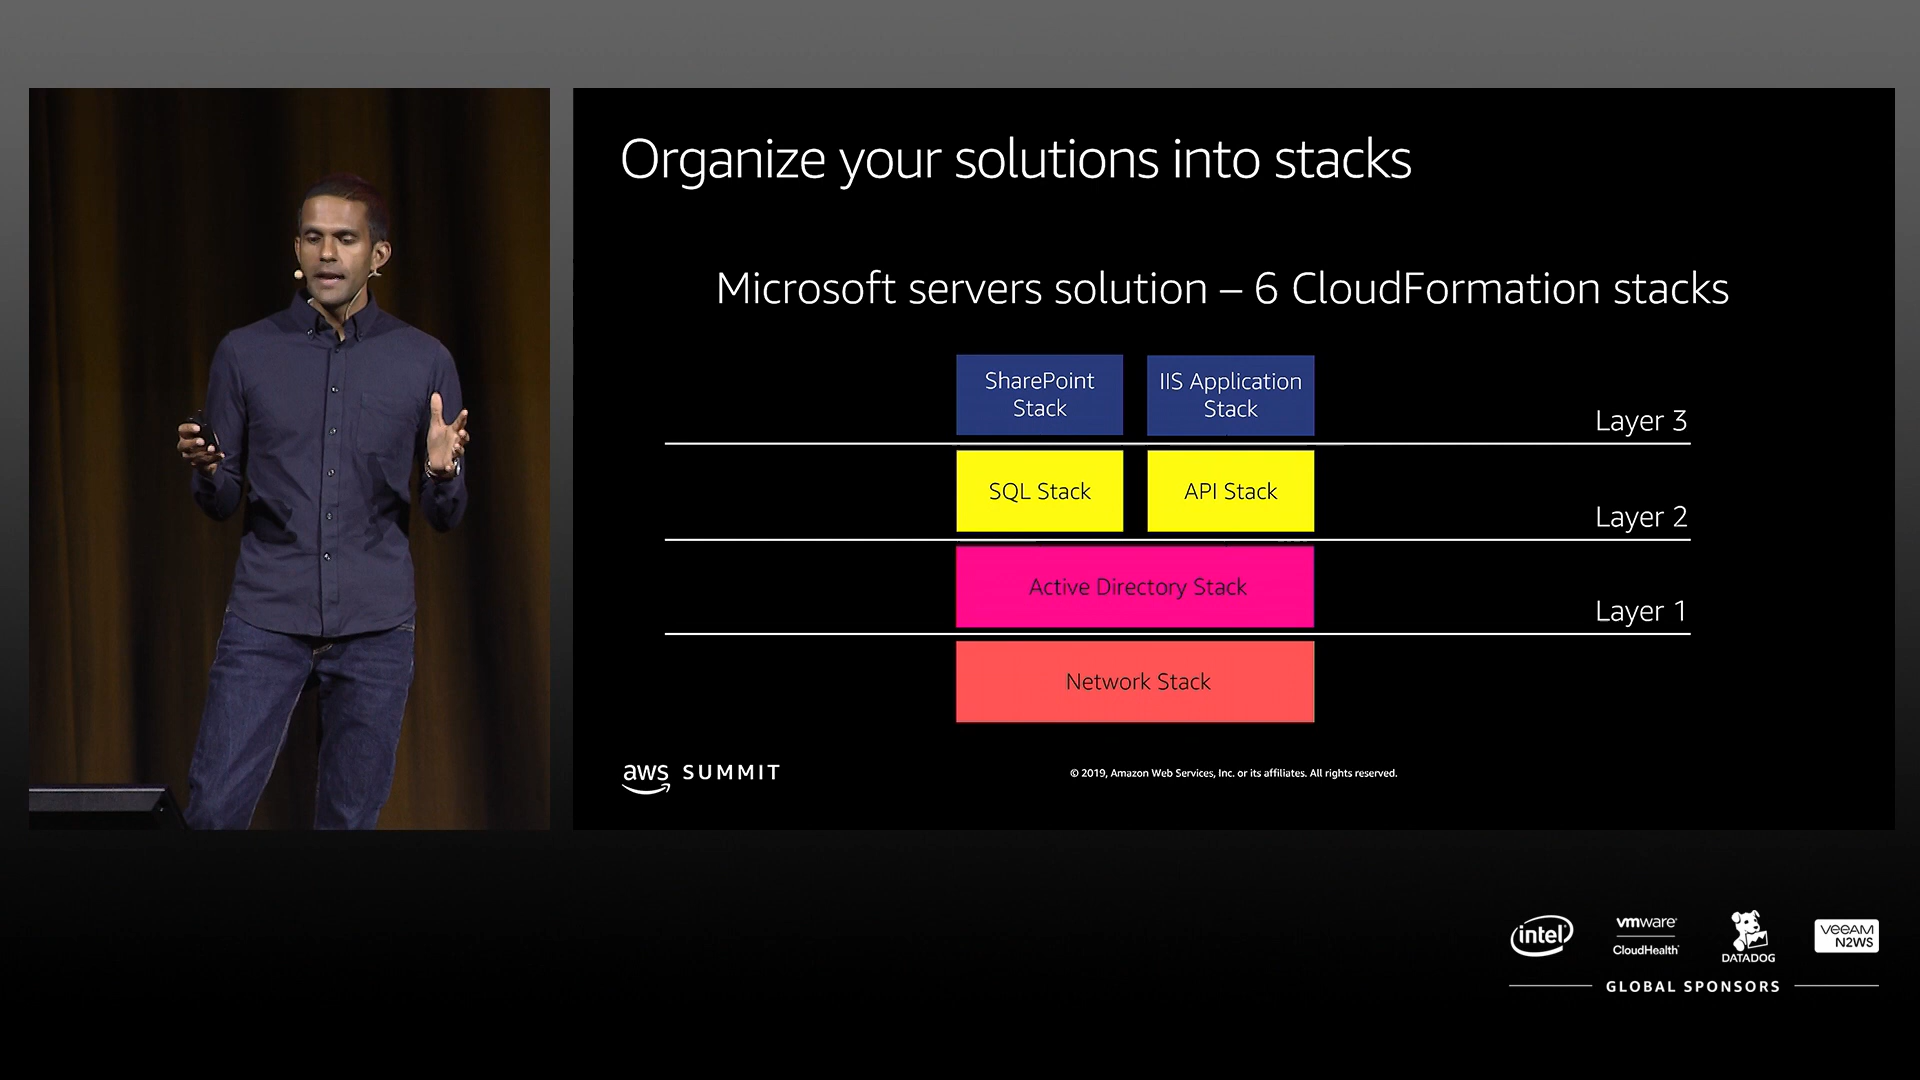 Organize your solutions into stacks
Microsoft servers solution – 6 CloudFormation stacks
SharePoint
Stack
IIS Application
Stack
Layer 3
SQL Stack
API Stack
Layer 2
Active Directory Stack
Layer 1
Network Stack
aws SUMMIT
© 2019, Amazon Web Services, Inc. or its affiliates. All rights reserved.
intel
vmware
CloudHealth
DATADOG
VEEAM
N2WS
GLOBAL SPONSORS